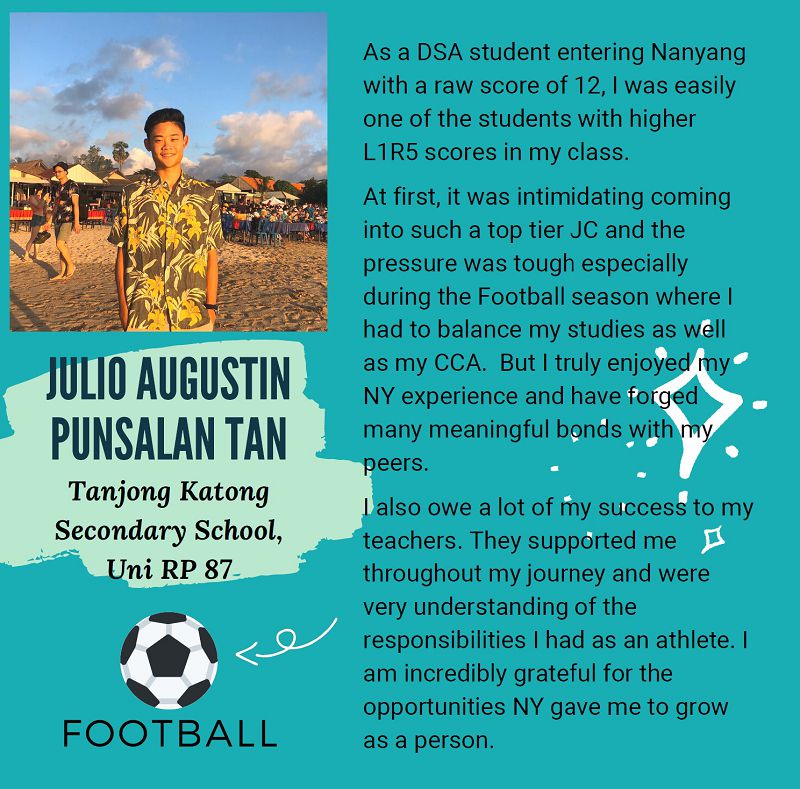 JULIO AUGUSTIN
PUNSALAN TAN
Tanjong Katong
Secondary School,
Uni RP 87
FOOTBALL
As a DSA student entering Nanyang
with a raw score of 12, I was easily
one of the students with higher
L1R5 scores in my class.
At first, it was intimidating coming
into such a top tier JC and the
pressure was tough especially
during the Football season where I
had to balance my studies as well
as my CCA.  But I truly enjoyed my
NY experience and have forged
many meaningful bonds with my
peers.
I also owe a lot of my success to my
teachers. They supported me
throughout my journey and were
very understanding of the
responsibilities I had as an athlete. I
am incredibly grateful for the
opportunities NY gave me to grow
as a person.